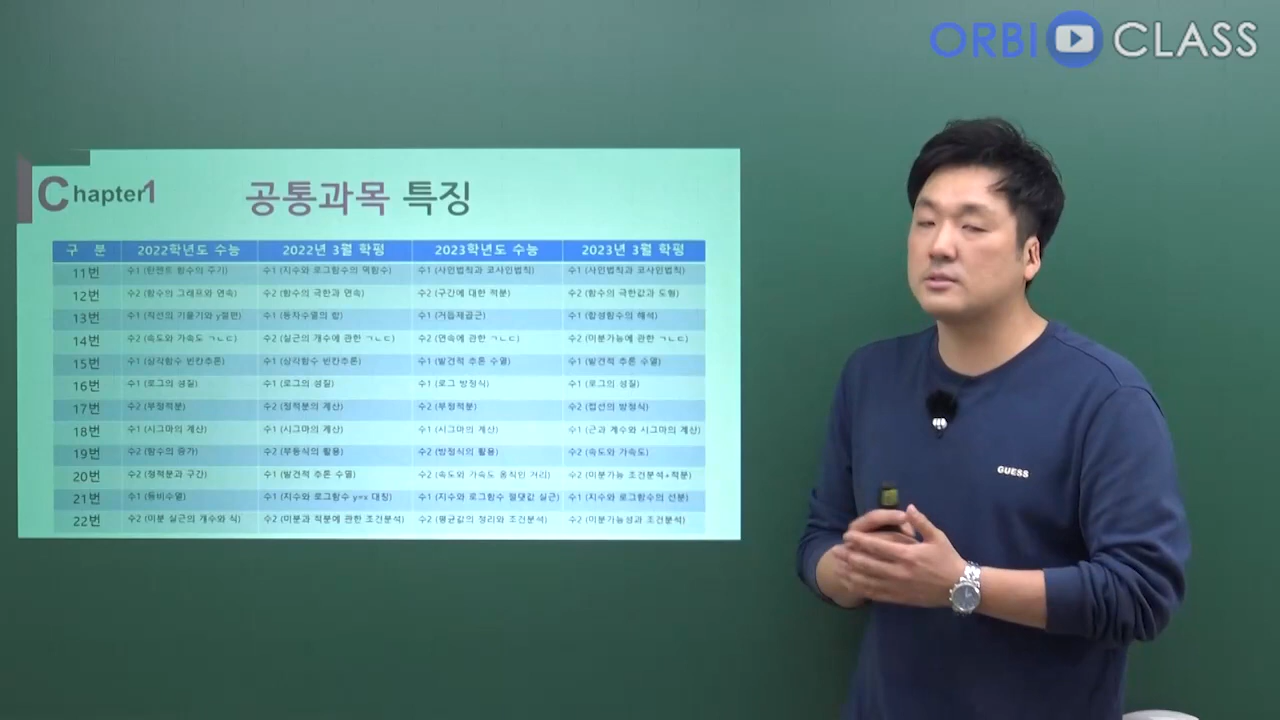 ORBI CLASS
Chapter1
공통과목 특징
구 분 2022학년도 수능 2022년 3월 학평 2023학년도 수능 2023년 3월 학평
11번 수1 (탄젠트 함수의 주기) 수1 (지수와 로그함수의 역함수) 수1 (사인법칙과 코사인법칙) 수1 (사인법칙과 코사인법칙)
12번 수2 (함수의 그래프와 연속) 수2 (함수의 극한과 연속) 수2 (구간에 대한 적분) 수2 (함수의 극한값과 도형)
13번 수1 (직선의 기울기와 y절편) 수1 (등차수열의 합) 수1 (거듭제곱근) 수1 (합성함수의 해석)
14번 수2 (속도와 가속도 ㄱㄴㄷ) 수2 (실근의 개수에 관한 ㄱㄴㄷ) 수2 (연속에 관한 ㄱㄴㄷ) 수2 (미분가능에 관한 ㄱㄴㄷ)
15번 수1 (삼각함수 빈칸추론) 수1 (삼각함수 빈칸추론) 수1 (발견적 추론 수열) 수1 (발견적 추론 수열)
16번 수1 (로그의 성질) 수1 (로그의 성질) 수1 (로그 방정식) 수1 (로그의 성질)
17번 수2 (부정적분) 수2 (정적분의 계산) 수2 (부정적분) 수2 (접선의 방정식)
18번 수1 (시그마의 계산) 수1 (시그마의 계산) 수1 (시그마의 계산) 수1 (근과 계수와 시그마의 계산)
19번 수2 (함수의 증가) 수2 (부등식의 활용) 수2 (방정식의 활용) 수2 (속도와 가속도)
20번 수2 (정적분과 구간) 수1 (발견적 추론 수열) 수2 (속도와 가속도 움직인 거리) 수2 (미분가능 조건분석+적분)
21번 수1 (등비수열) 수1 (지수와 로그함수 y=x 대칭) 수1 (지수와 로그함수 절댓값 실근) 수1 (지수와 로그함수의 선분)
22번 수2 (미분 실근의 개수와 식) 수2 (미분과 적분에 관한 조건분석) 수2 (평균값의 정리와 조건분석) 수2 (미분가능성과 조건분석)
GUESS